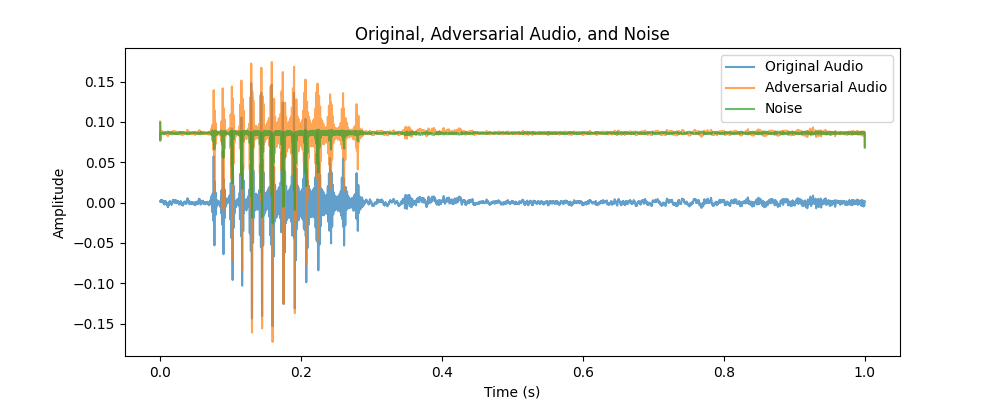 Original, Adversarial Audio, and Noise
Original Audio
Adversarial Audio
Noise
Amplitude
0.15
0.10
0.05
0.00
−0.05
−0.10
−0.15
0.0 0.2 0.4 0.6 0.8 1.0
Time (s)